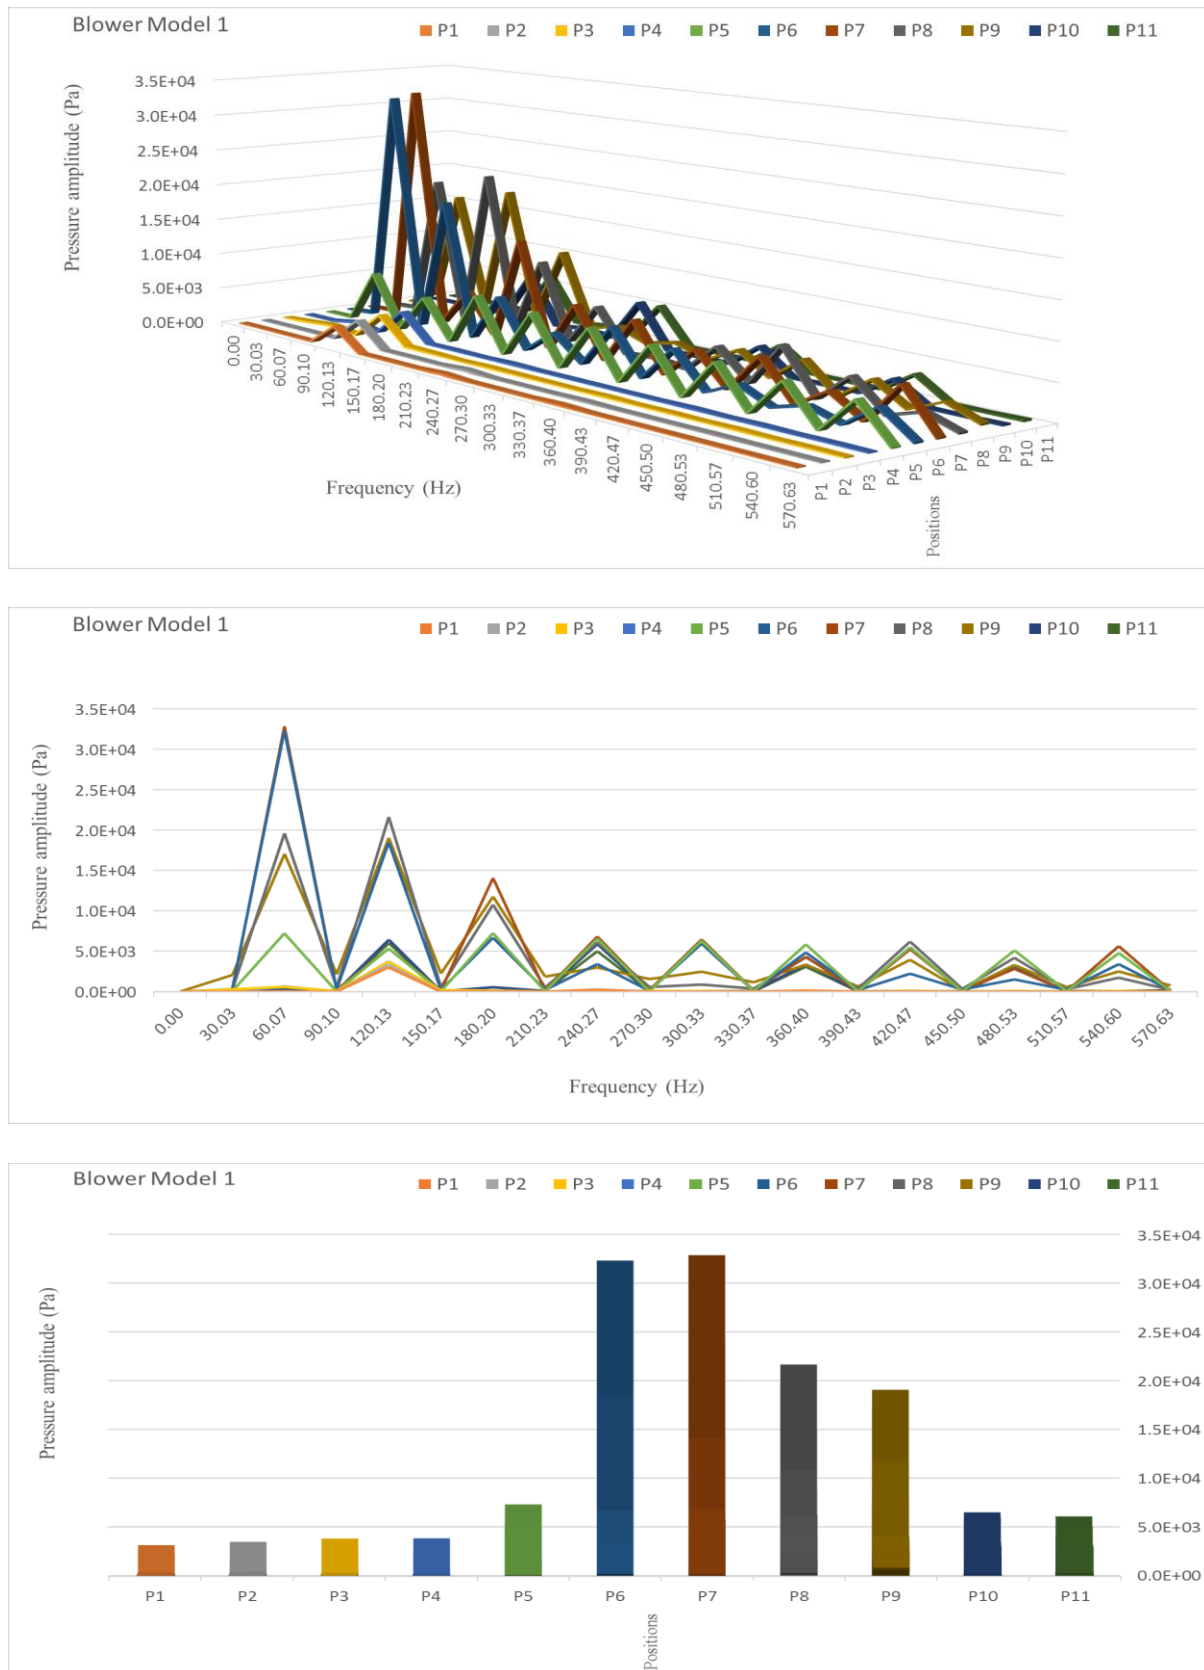 Blower Model 1
P1 P2 P3 P4 P5 P6 P7 P8 P9 P10 P11
Pressure amplitude (Pa)
3.5E+04
3.0E+04
2.5E+04
2.0E+04
1.5E+04
1.0E+04
5.0E+03
0.0E+00
0.00
30.03
60.07
90.10
120.13
150.17
180.20
210.23
240.27
270.30
300.33
330.37
360.40
390.43
420.47
450.50
480.53
510.57
540.60
570.63
Frequency (Hz)
P1
P2
P3
P4
P5
P6
P7
P8
P9
P10
P11
Positions
Blower Model 1
P1 P2 P3 P4 P5 P6 P7 P8 P9 P10 P11
Pressure amplitude (Pa)
3.5E+04
3.0E+04
2.5E+04
2.0E+04
1.5E+04
1.0E+04
5.0E+03
0.0E+00
0.00 30.03 60.07 90.10 120.13 150.17 180.20 210.23 240.27 270.30 300.33 330.37 360.40 390.43 420.47 450.50 480.53 510.57 540.60 570.63
Frequency (Hz)
Blower Model 1
P1 P2 P3 P4 P5 P6 P7 P8 P9 P10 P11
Pressure amplitude (Pa)
3.5E+04
3.0E+04
2.5E+04
2.0E+04
1.5E+04
1.0E+04
5.0E+03
0.0E+00
P1 P2 P3 P4 P5 P6 P7 P8 P9 P10 P11
Positions